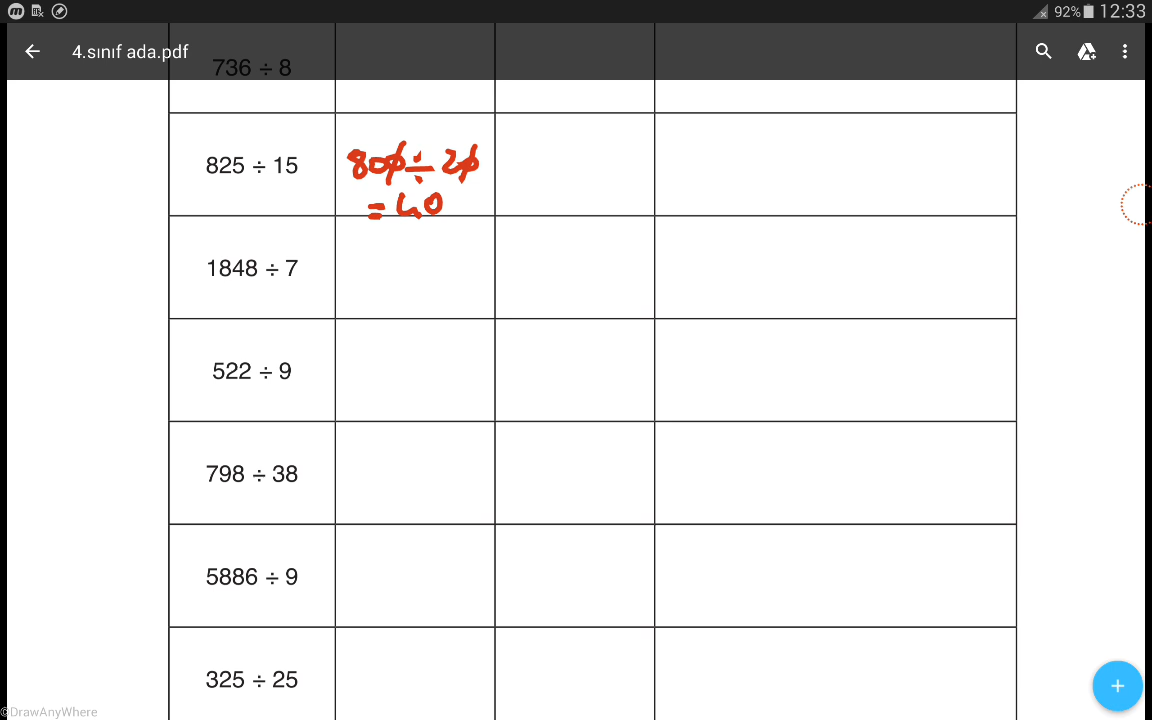 92% 12:33
4.sınıf ada.pdf
736 ÷ 8
825 ÷ 15
800 ÷ 20
= 40
1848 ÷ 7
522 ÷ 9
798 ÷ 38
5886 ÷ 9
325 ÷ 25
©DrawAnyWhere